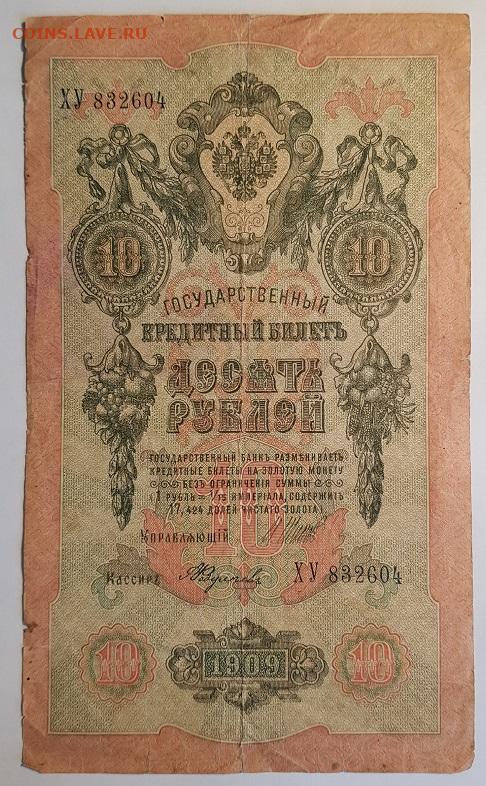 COINS.LAVE.RU
ХУ 832604
10
10
ГОСУДАРСТВЕННЫЙ
КРЕДИТНЫЙ БИЛЕТЪ
ДЕСЯТЬ
РУБЛЕЙ
ГОСУДАРСТВЕННЫЙ БАНКЪ РАЗМѢНИВАЕТЪ
КРЕДИТНЫЕ БИЛЕТЫ НА ЗОЛОТУЮ МОНЕТУ
БЕЗЪ ОГРАНИЧЕНІЯ СУММЫ
(1 РУБЛЬ = 1/15 ИМПЕРІАЛА, СОДЕРЖИТЪ
17,424 ДОЛЕЙ ЧИСТАГО ЗОЛОТА).
10
Управляющій
Кассиръ
ХУ 832604
10
1909
10